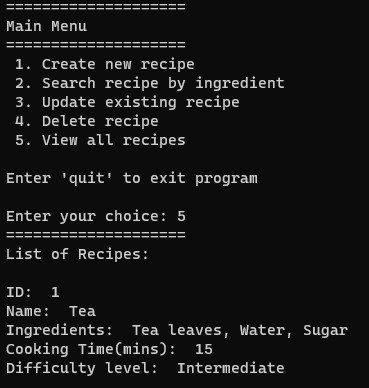 ====================
Main Menu
====================
 1. Create new recipe
 2. Search recipe by ingredient
 3. Update existing recipe
 4. Delete recipe
 5. View all recipes

Enter 'quit' to exit program

Enter your choice: 5
====================
List of Recipes:

ID:  1
Name:  Tea
Ingredients:  Tea leaves, Water, Sugar
Cooking Time(mins):  15
Difficulty level:  Intermediate